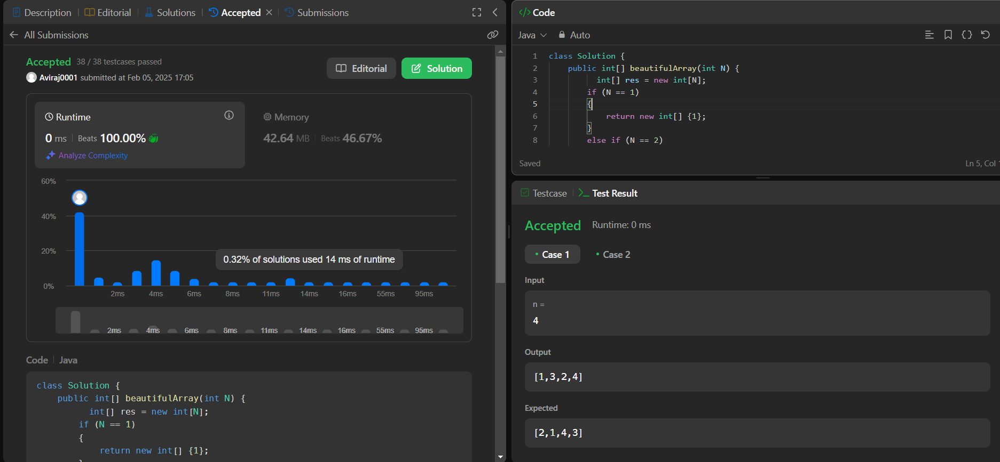 Description | Editorial | Solutions | Accepted | Submissions
All Submissions
Accepted 38 / 38 testcases passed
Aviraj0001 submitted at Feb 05, 2025 17:05
Editorial
Solution
Runtime
0 ms | Beats 100.00%
Analyze Complexity
Memory
42.64 MB | Beats 46.67%
60%
40%
20%
0%
0.32% of solutions used 14 ms of runtime
2ms 4ms 6ms 8ms 11ms 14ms 16ms 55ms 95ms
2ms 4ms 6ms 8ms 11ms 14ms 16ms 55ms 95ms
Code | Java
class Solution {
public int[] beautifulArray(int N) {
int[] res = new int[N];
if (N == 1)
{
return new int[] {1};
</> Code
Java Auto
1 class Solution {
2 public int[] beautifulArray(int N) {
3 int[] res = new int[N];
4 if (N == 1)
5 {
6 return new int[] {1};
7 }
8 else if (N == 2)
Saved
Ln 5, Col
Testcase | Test Result
Accepted Runtime: 0 ms
Case 1 Case 2
Input
n =
4
Output
[1,3,2,4]
Expected
[2,1,4,3]